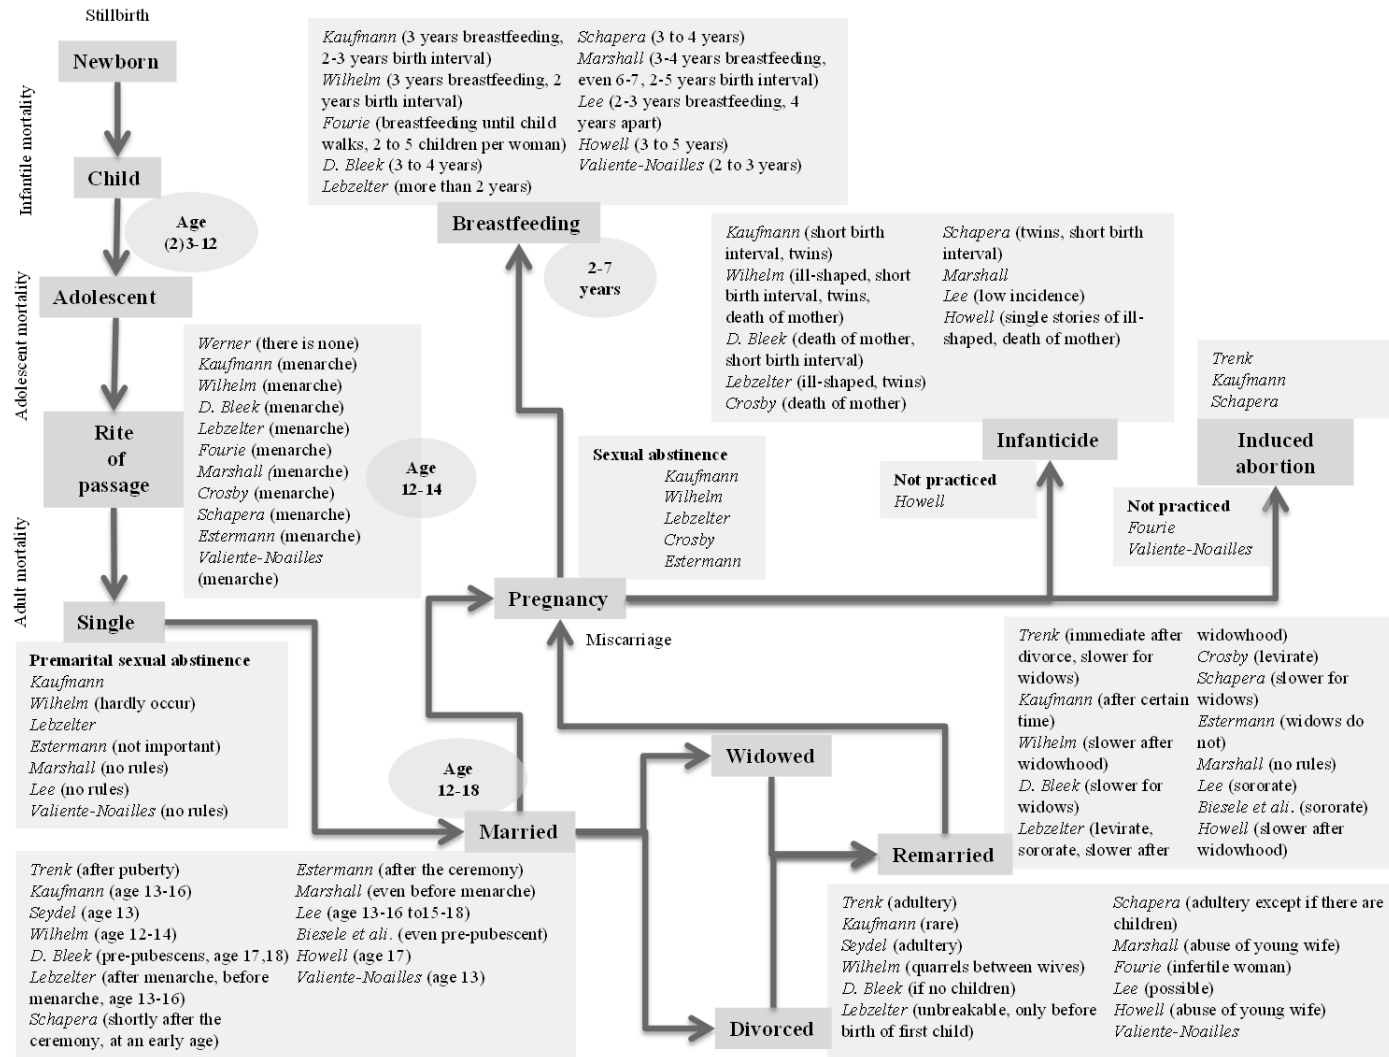 Stillbirth
Newborn
Infantile mortality
Child
Age
(2)3-12
Adolescent
Adolescent mortality
Rite
of
passage
Werner (there is none)
Kaufmann (menarche)
Wilhelm (menarche)
D. Bleek (menarche)
Lebzelter (menarche)
Fourie (menarche)
Marshall (menarche)
Crosby (menarche)
Schapera (menarche)
Estermann (menarche)
Valiente-Noailles
(menarche)
Age
12-14
Adult mortality
Single
Premarital sexual abstinence
Kaufmann
Wilhelm (hardly occur)
Lebzelter
Estermann (not important)
Marshall (no rules)
Lee (no rules)
Valiente-Noailles (no rules)
Kaufmann (3 years breastfeeding,
2-3 years birth interval)
Wilhelm (3 years breastfeeding, 2
years birth interval)
Fourie (breastfeeding until child
walks, 2 to 5 children per woman)
D. Bleek (3 to 4 years)
Lebzelter (more than 2 years)
Schapera (3 to 4 years)
Marshall (3-4 years breastfeeding,
even 6-7, 2-5 years birth interval)
Lee (2-3 years breastfeeding, 4
years apart)
Howell (3 to 5 years)
Valiente-Noailles (2 to 3 years)
Breastfeeding
2-7
years
Kaufmann (short birth
interval, twins)
Wilhelm (ill-shaped, short
birth interval, twins,
death of mother)
D. Bleek (death of mother,
short birth interval)
Lebzelter (ill-shaped, twins)
Crosby (death of mother)
Schapera (twins, short birth
interval)
Marshall
Lee (low incidence)
Howell (single stories of ill-
shaped, death of mother)
Infanticide
Not practiced
Howell
Trenk
Kaufmann
Schapera
Induced
abortion
Not practiced
Fourie
Valiente-Noailles
Sexual abstinence
Kaufmann
Wilhelm
Lebzelter
Crosby
Estermann
Pregnancy
Miscarriage
Age
12-18
Married
Widowed
Remarried
Divorced
Trenk (immediate after
divorce, slower for
widows)
Kaufmann (after certain
time)
Wilhelm (slower after
widowhood)
D. Bleek (slower for
widows)
Lebzelter (levirate,
sororate, slower after
widowhood)
Crosby (levirate)
Schapera (slower for
widows)
Estermann (widows do
not)
Marshall (no rules)
Lee (sororate)
Biesele et ali. (sororate)
Howell (slower after
widowhood)
Trenk (after puberty)
Kaufmann (age 13-16)
Seydel (age 13)
Wilhelm (age 12-14)
D. Bleek (pre-pubescens, age 17,18)
Lebzelter (after menarche, before
menarche, age 13-16)
Schapera (shortly after the
ceremony, at an early age)
Estermann (after the ceremony)
Marshall (even before menarche)
Lee (age 13-16 to15-18)
Biesele et ali. (even pre-pubescent)
Howell (age 17)
Valiente-Noailles (age 13)
Trenk (adultery)
Kaufmann (rare)
Seydel (adultery)
Wilhelm (quarrels between wives)
D. Bleek (if no children)
Lebzelter (unbreakable, only before
birth of first child)
Schapera (adultery except if there are
children)
Marshall (abuse of young wife)
Fourie (infertile woman)
Lee (possible)
Howell (abuse of young wife)
Valiente-Noailles